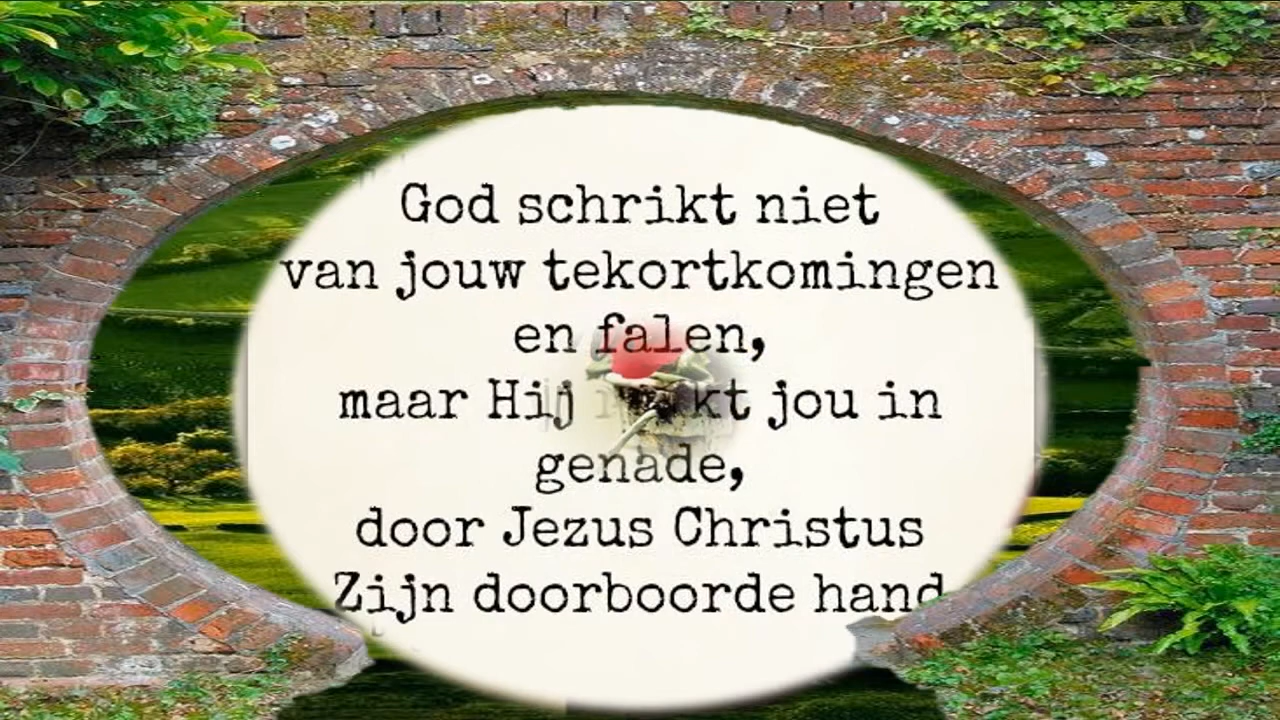 God schrikt niet
van jouw tekortkomingen
en falen,
maar Hij jou in
genade,
door Jezus Christus
Zijn doorboorde hand